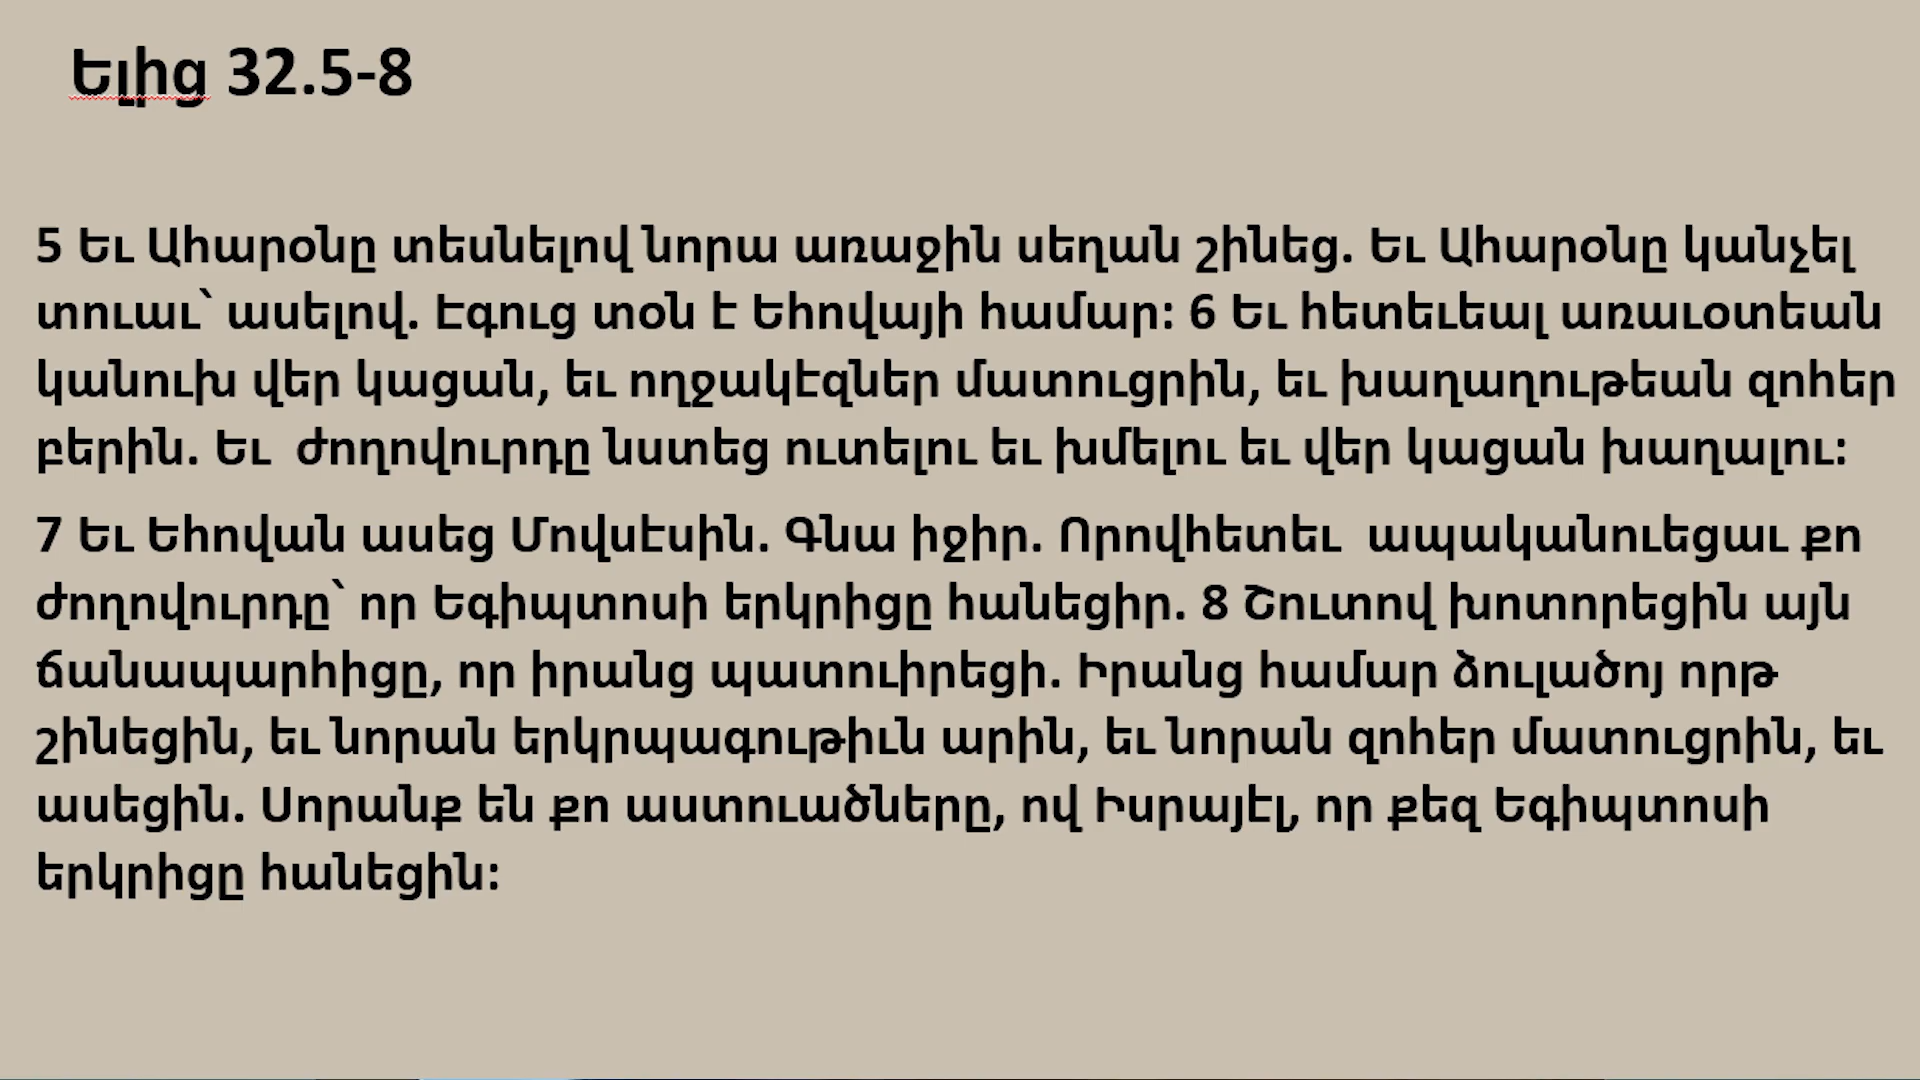 Ելից 32.5-8
5 Եւ Ահարօնը տեսնելով նորա առաջին սեղան շինեց. Եւ Ահարօնը կանչել
տուաւ՝ ասելով. Էգուց տօն է Եհովայի համար: 6 Եւ հետեւեալ առաւօտեան
կանուխ վեր կացան, եւ ողջակէզներ մատուցրին, եւ խաղաղութեան զոհեր
բերին. Եւ  ժողովուրդը նստեց ուտելու եւ խմելու եւ վեր կացան խաղալու:
7 Եւ Եհովան ասեց Մովսէսին. Գնա իջիր. Որովհետեւ  ապականուեցաւ քո
ժողովուրդը՝ որ Եգիպտոսի երկրիցը հանեցիր. 8 Շուտով խոտորեցին այն
ճանապարհիցը, որ իրանց պատուիրեցի. Իրանց համար ձուլածոյ որթ
շինեցին, եւ նորան երկրպագութիւն արին, եւ նորան զոհեր մատուցրին, եւ
ասեցին. Սորանք են քո աստուածները, ով Իսրայէլ, որ քեզ Եգիպտոսի
երկրիցը հանեցին: